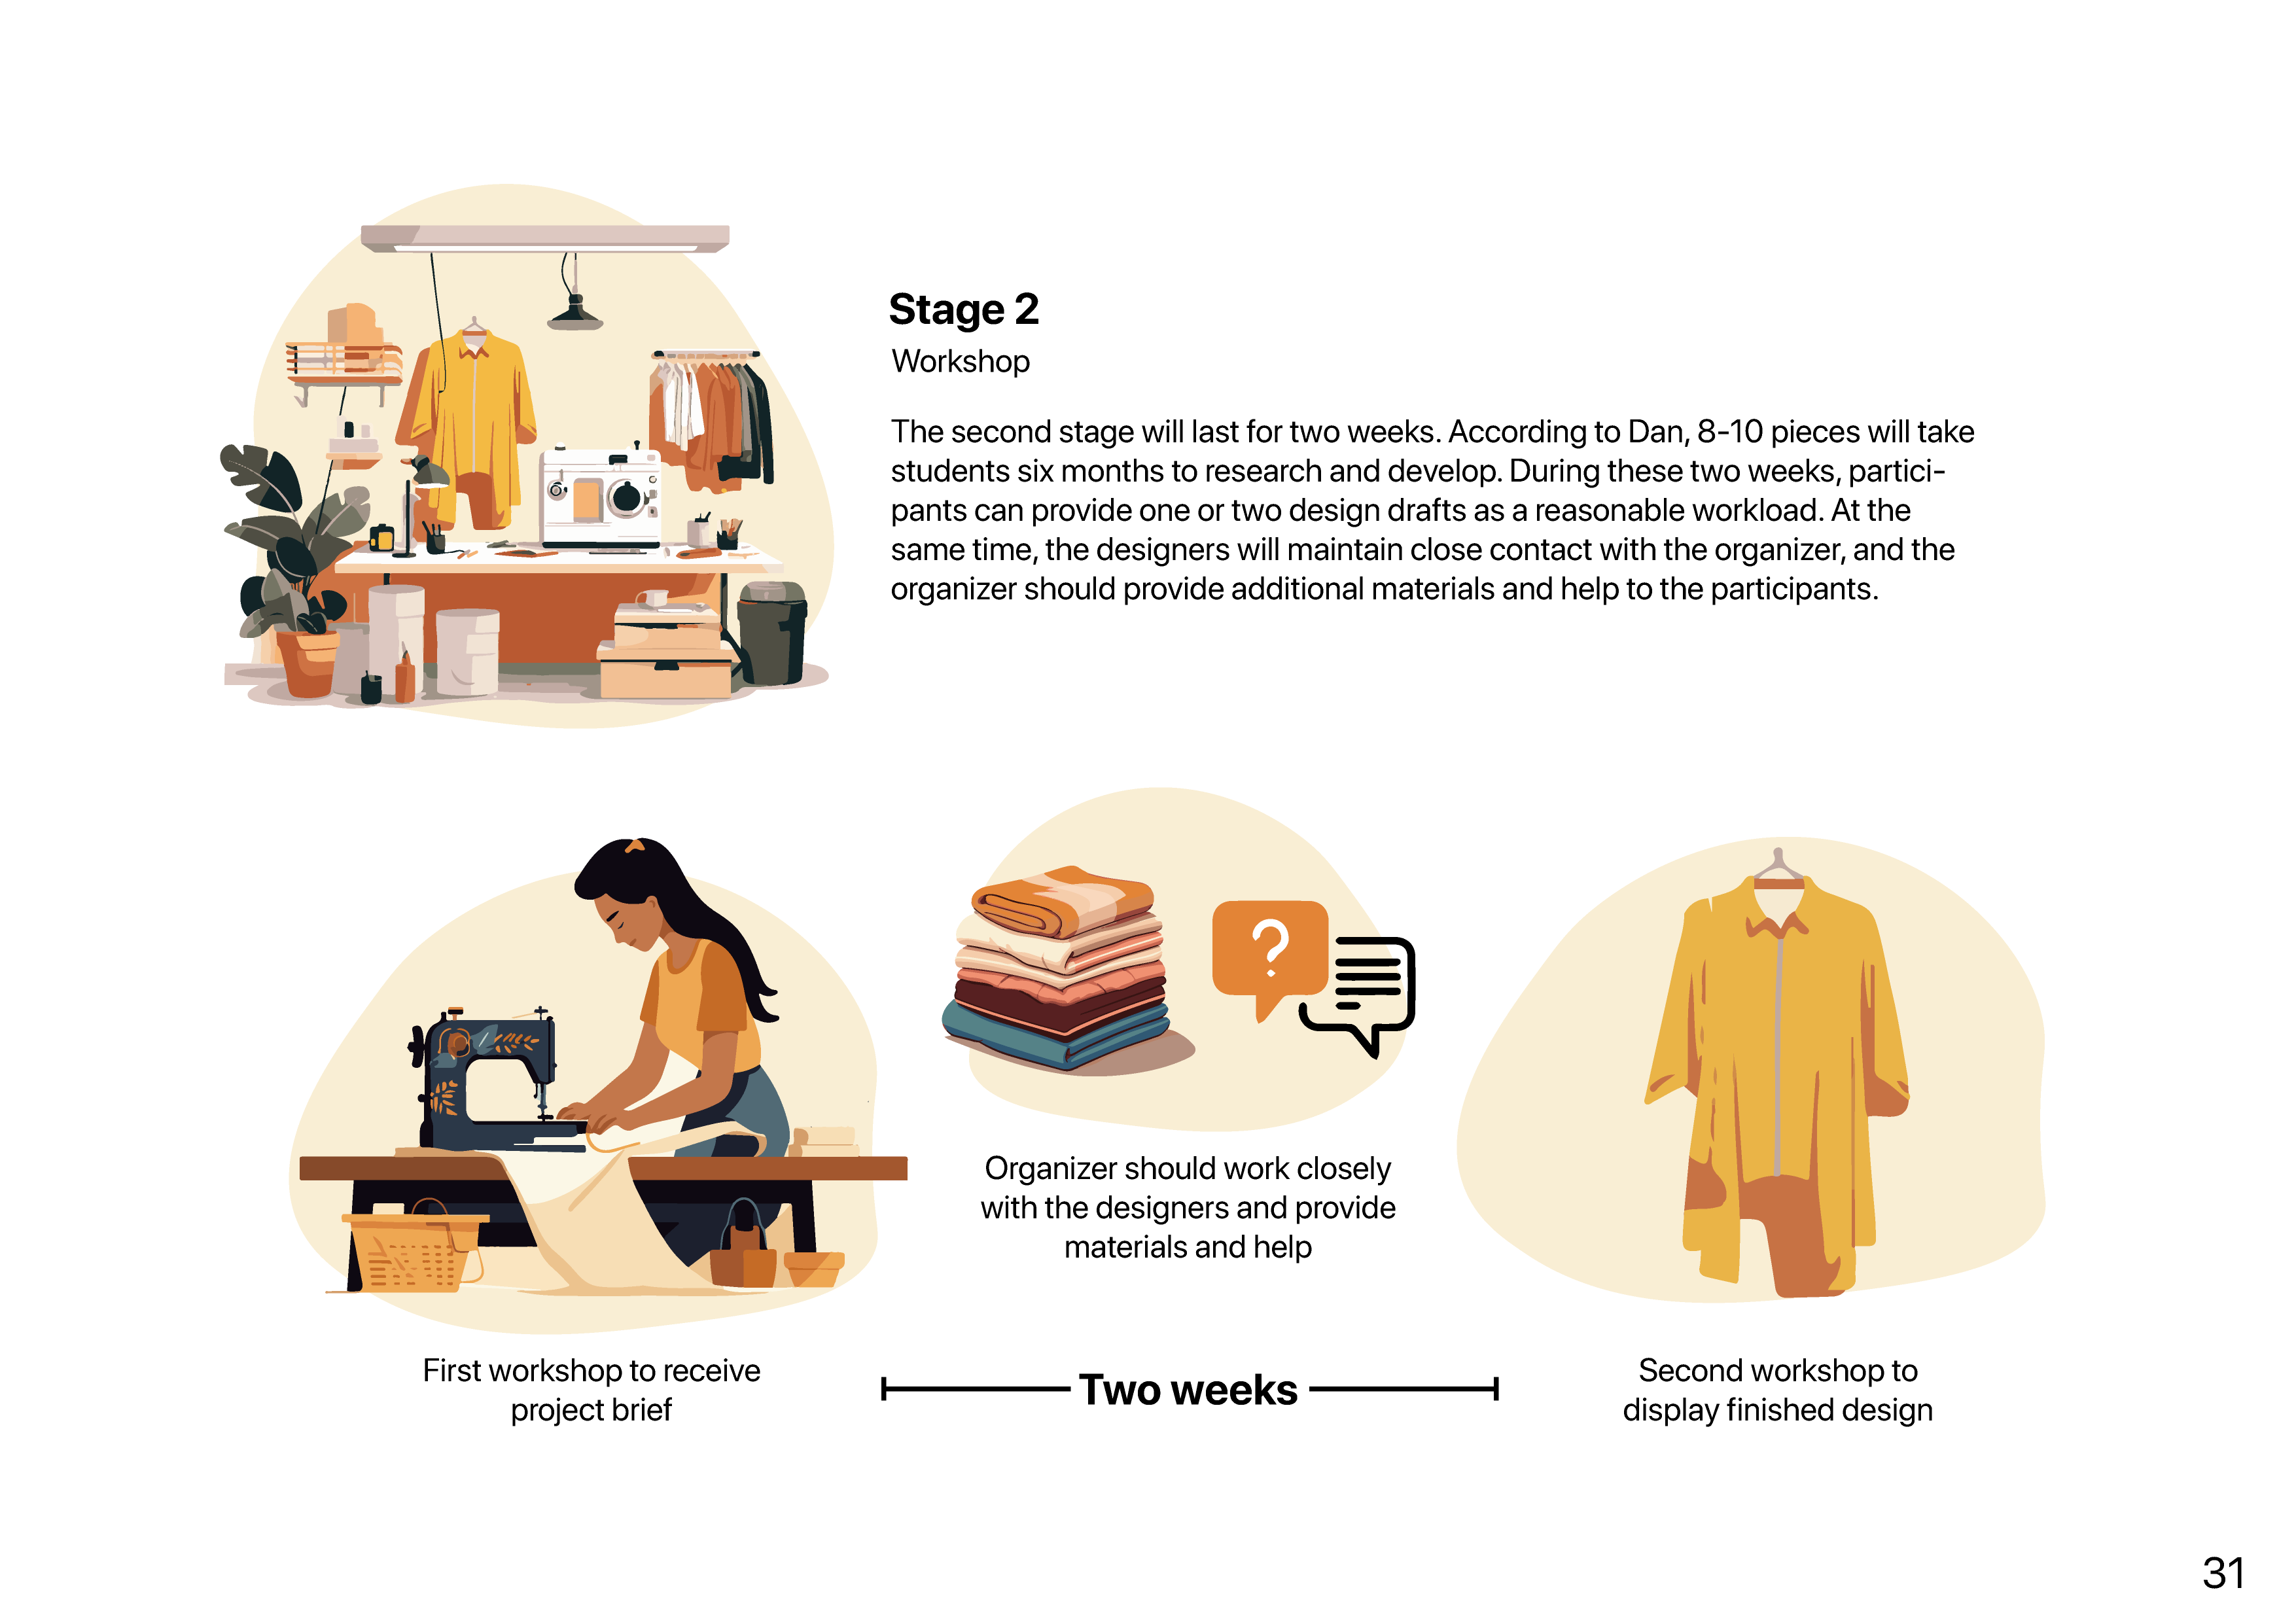 Stage 2
Workshop
The second stage will last for two weeks. According to Dan, 8-10 pieces will take
students six months to research and develop. During these two weeks, partici-
pants can provide one or two design drafts as a reasonable workload. At the
same time, the designers will maintain close contact with the organizer, and the
organizer should provide additional materials and help to the participants.
?
Organizer should work closely
with the designers and provide
materials and help
First workshop to receive
project brief
Two weeks
Second workshop to
display finished design
31